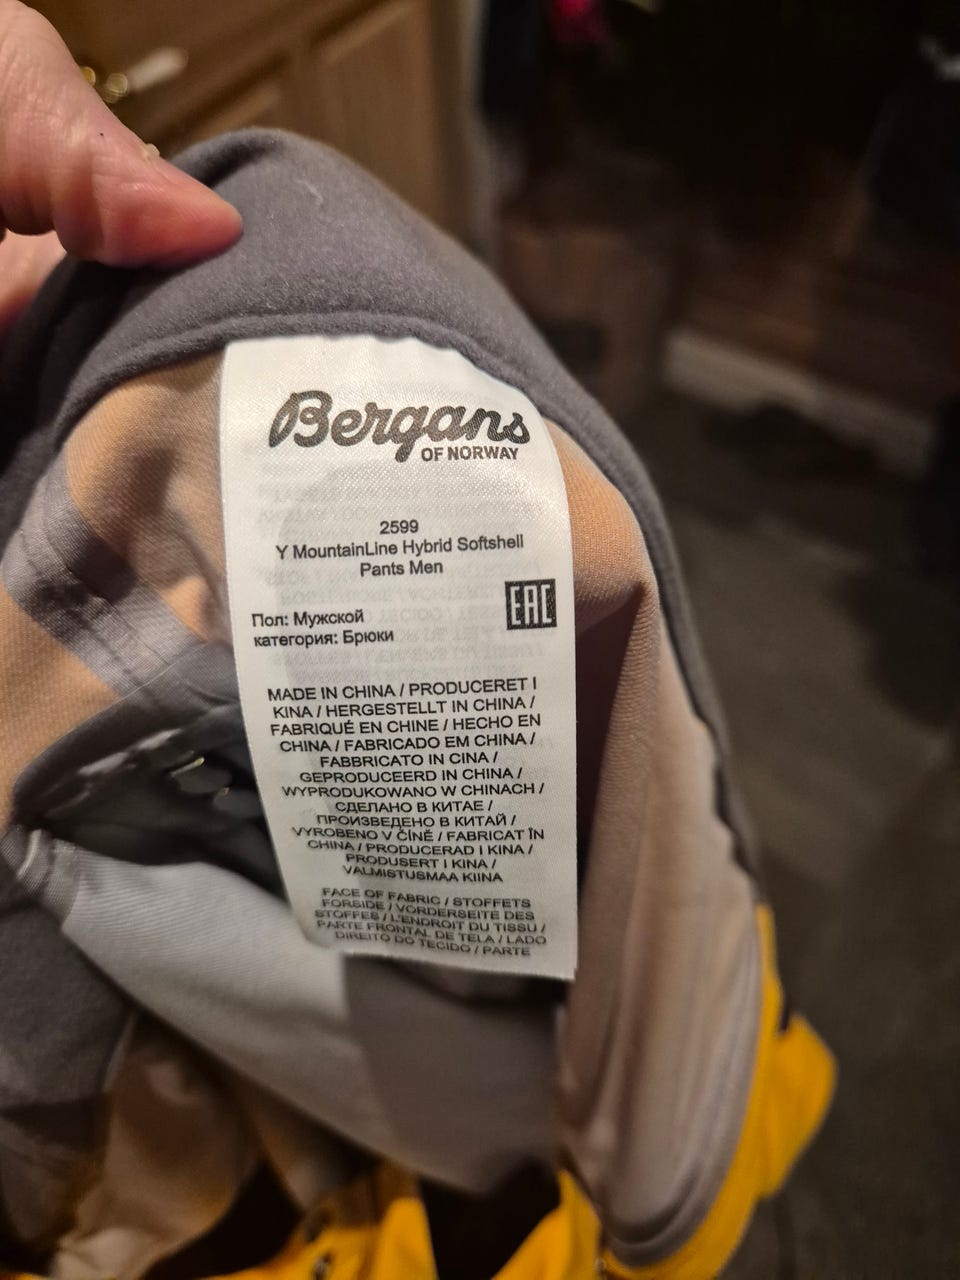 Bergans
OF NORWAY
2599
Y MountainLine Hybrid Softshell
Pants Men
EAC
Пол: Мужской
категория: Брюки
MADE IN CHINA / PRODUCERET I
KINA / HERGESTELLT IN CHINA /
FABRIQUÉ EN CHINE / HECHO EN
CHINA / FABRICADO EM CHINA /
FABBRICATO IN CINA /
GEPRODUCEERD IN CHINA /
WYPRODUKOWANO W CHINACH /
СДЕЛАНО В КИТАЕ /
ПРОИЗВЕДЕНО В КИТАЙ /
VYROBENO V ČÍNĚ / FABRICAT ÎN
CHINA / PRODUCERAD I KINA /
PRODUSERT I KINA /
VALMISTUSMAA KIINA
FACE OF FABRIC / STOFFETS
FORSIDE / VORDERSEITE DES
STOFFES / L'ENDROIT DU TISSU /
PARTE FRONTAL DE TELA / LADO
DIREITO DO TECIDO / PARTE